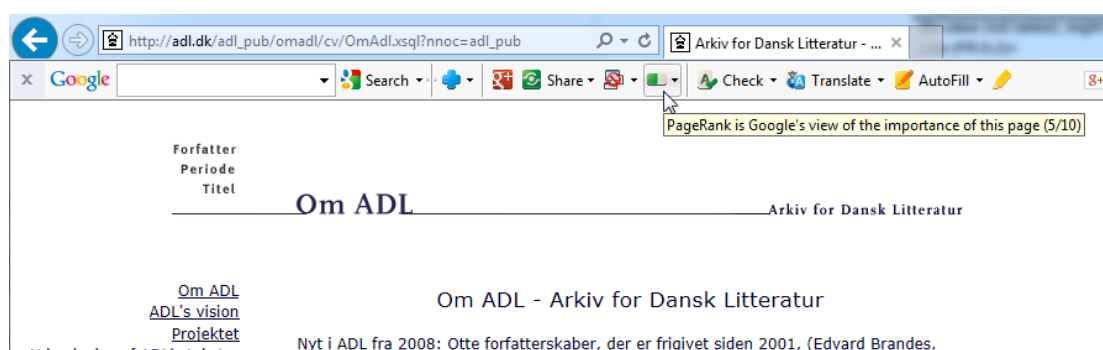 http://adl.dk/adl_pub/omadl/cv/OmAdl.xsql?nnoc=adl_pub
Arkiv for Dansk Litteratur - ...
x Google Search Share Check Translate AutoFill
PageRank is Google's view of the importance of this page (5/10)
Forfatter
Periode
Titel
Om ADL
Arkiv for Dansk Litteratur
Om ADL
ADL's vision
Projektet
Om ADL - Arkiv for Dansk Litteratur
Nyt i ADL fra 2008: Otte forfatterskaber, der er frigivet siden 2001, (Edvard Brandes,